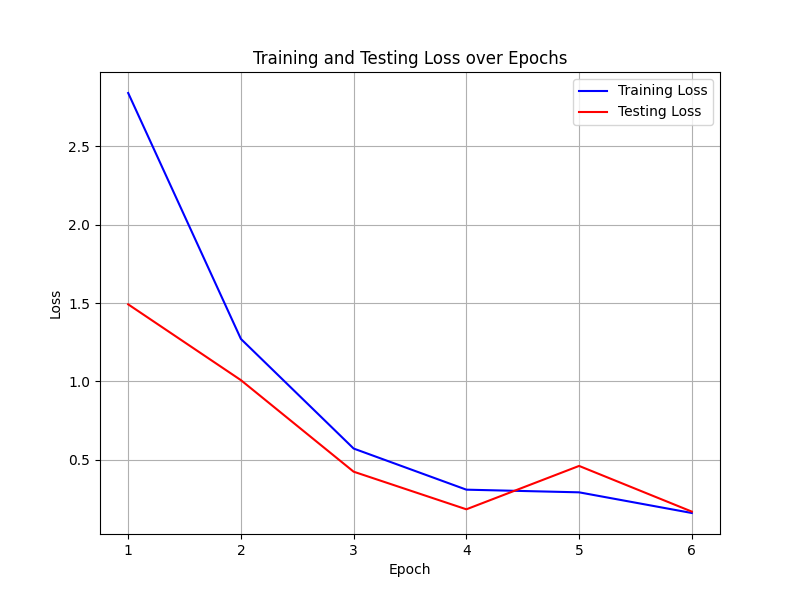 Training and Testing Loss over Epochs
Training Loss
Testing Loss
2.5
2.0
1.5
1.0
0.5
Loss
1 2 3 4 5 6
Epoch